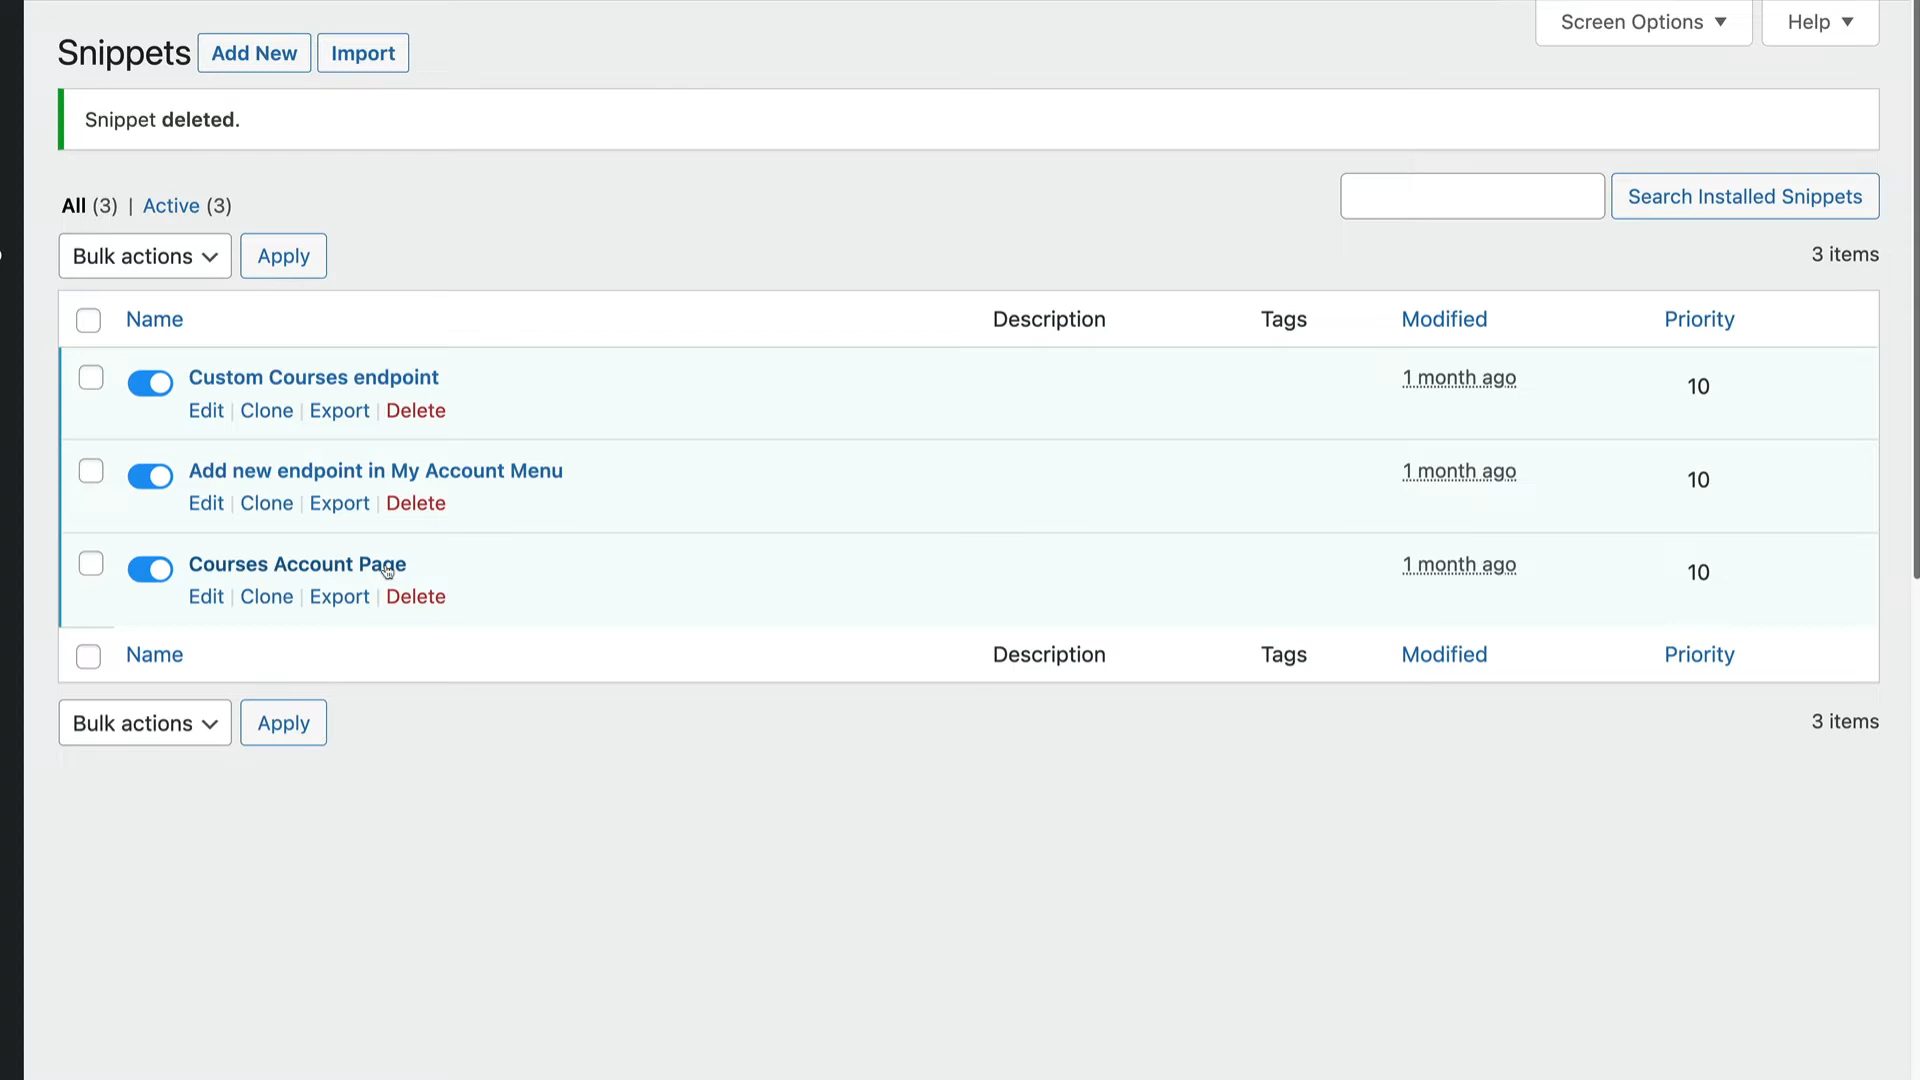 Screen Options ▼ Help ▼
Snippets Add New Import
Snippet deleted.
All (3) | Active (3)
Search Installed Snippets
Bulk actions Apply
3 items
Name Description Tags Modified Priority
Custom Courses endpoint 1 month ago 10
Edit | Clone | Export | Delete
Add new endpoint in My Account Menu 1 month ago 10
Edit | Clone | Export | Delete
Courses Account Page 1 month ago 10
Edit | Clone | Export | Delete
Name Description Tags Modified Priority
Bulk actions Apply
3 items